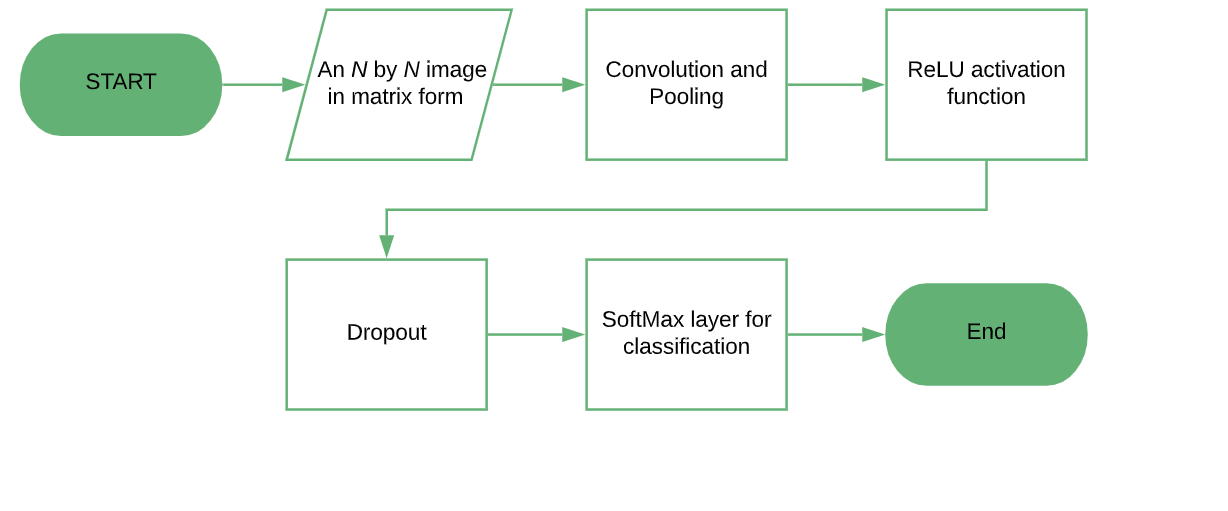 START
An N by N image
in matrix form
Convolution and
Pooling
ReLU activation
function
Dropout
SoftMax layer for
classification
End